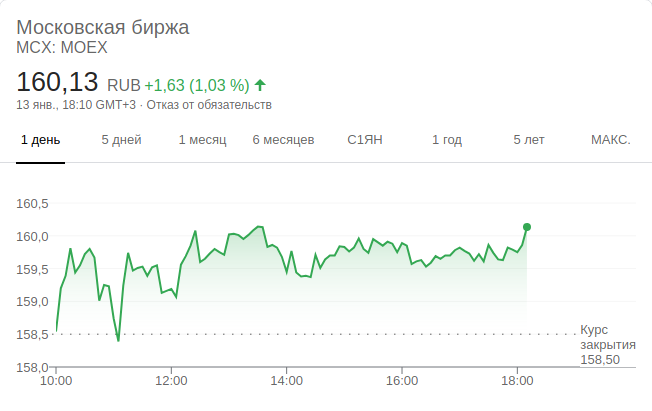 Московская биржа
MCX: MOEX
160,13 RUB +1,63 (1,03 %)
13 янв., 18:10 GMT+3 · Отказ от обязательств
1 день 5 дней 1 месяц 6 месяцев С1ЯН 1 год 5 лет МАКС.
160,5
160,0
159,5
159,0
158,5
Курс
закрытия
158,50
158,0
10:00 12:00 14:00 16:00 18:00